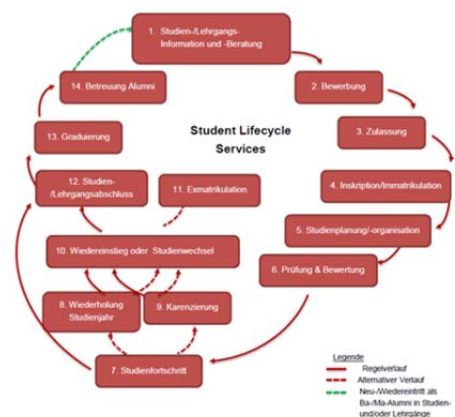 1. Studien-/Lehrgangs-
Information und -Beratung
2. Bewerbung
3. Zulassung
4. Inskription/Immatrikulation
5. Studienplanung/-organisation
6. Prüfung & Bewertung
7. Studienfortschritt
8. Wiederholung
Studienjahr
9. Karenzierung
10. Wiedereinstieg oder Studienwechsel
11. Exmatrikulation
12. Studien-
/Lehrgangsabschluss
13. Graduierung
14. Betreuung Alumni
Student Lifecycle
Services
Legende
Regelverlauf
Alternativer Verlauf
Neu-/Wiedereintritt als
Ba-/Ma-Alumni in Studien-
und/oder Lehrgänge